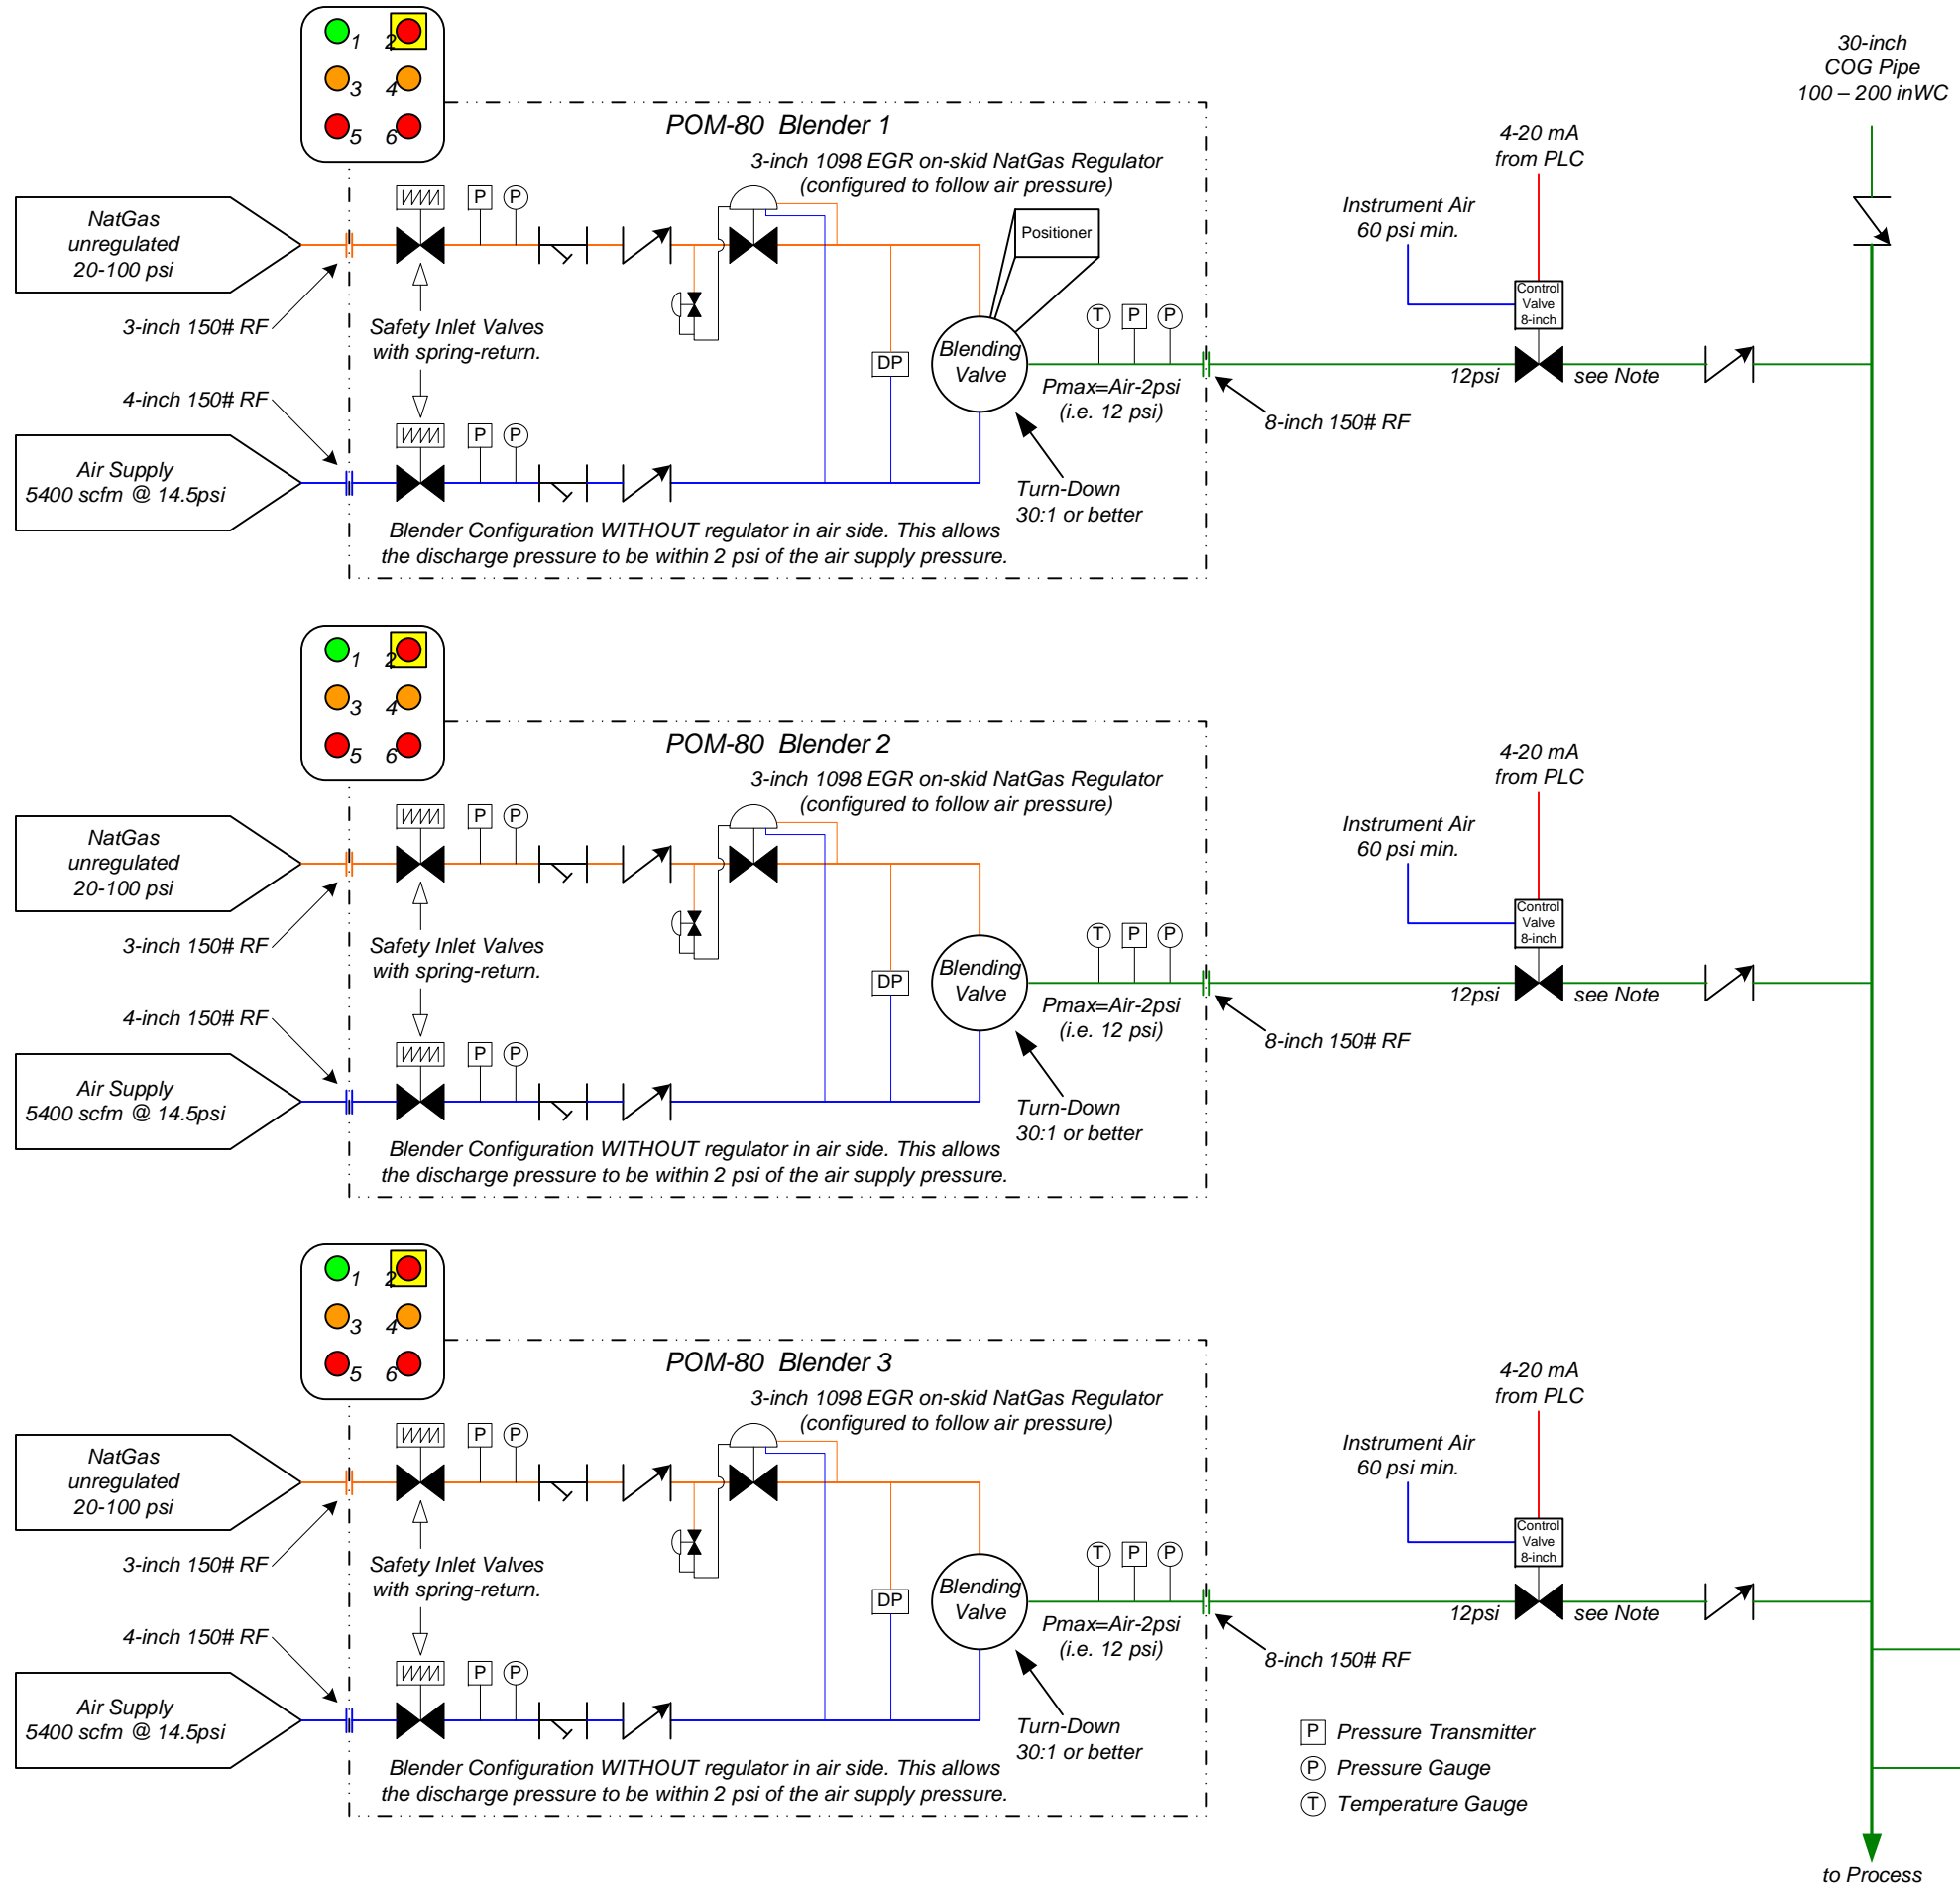 30-inch
COG Pipe
100 – 200 inWC
1 2
3 4
5 6
POM-80 Blender 1
3-inch 1098 EGR on-skid NatGas Regulator
(configured to follow air pressure)
4-20 mA
from PLC
Instrument Air
60 psi min.
NatGas
unregulated
20-100 psi
P P
Positioner
Control
Valve
8-inch
3-inch 150# RF
Safety Inlet Valves
with spring-return.
T P P
Blending
Valve
DP
12psi see Note
Pmax=Air-2psi
(i.e. 12 psi)
8-inch 150# RF
4-inch 150# RF
P P
Air Supply
5400 scfm @ 14.5psi
Turn-Down
30:1 or better
Blender Configuration WITHOUT regulator in air side. This allows
the discharge pressure to be within 2 psi of the air supply pressure.
1 2
3 4
5 6
POM-80 Blender 2
3-inch 1098 EGR on-skid NatGas Regulator
(configured to follow air pressure)
4-20 mA
from PLC
Instrument Air
60 psi min.
NatGas
unregulated
20-100 psi
P P
Control
Valve
8-inch
3-inch 150# RF
Safety Inlet Valves
with spring-return.
T P P
Blending
Valve
DP
12psi see Note
Pmax=Air-2psi
(i.e. 12 psi)
8-inch 150# RF
4-inch 150# RF
P P
Air Supply
5400 scfm @ 14.5psi
Turn-Down
30:1 or better
Blender Configuration WITHOUT regulator in air side. This allows
the discharge pressure to be within 2 psi of the air supply pressure.
1 2
3 4
5 6
POM-80 Blender 3
3-inch 1098 EGR on-skid NatGas Regulator
(configured to follow air pressure)
4-20 mA
from PLC
Instrument Air
60 psi min.
NatGas
unregulated
20-100 psi
P P
Control
Valve
8-inch
3-inch 150# RF
Safety Inlet Valves
with spring-return.
T P P
Blending
Valve
DP
12psi see Note
Pmax=Air-2psi
(i.e. 12 psi)
8-inch 150# RF
4-inch 150# RF
P P
Air Supply
5400 scfm @ 14.5psi
Turn-Down
30:1 or better
Blender Configuration WITHOUT regulator in air side. This allows
the discharge pressure to be within 2 psi of the air supply pressure.
P Pressure Transmitter
P Pressure Gauge
T Temperature Gauge
to Process